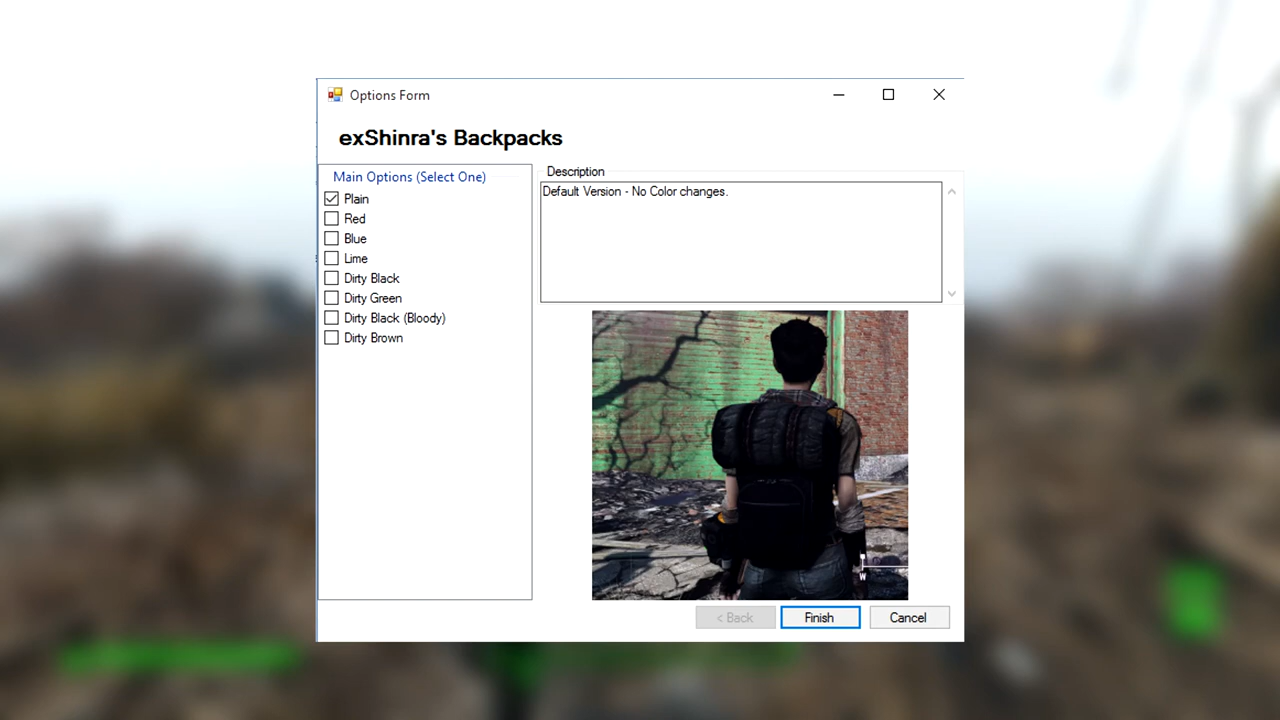 Options Form
exShinra's Backpacks
Main Options (Select One)
Plain
Red
Blue
Lime
Dirty Black
Dirty Green
Dirty Black (Bloody)
Dirty Brown
Description
Default Version - No Color changes.
W
< Back
Finish
Cancel